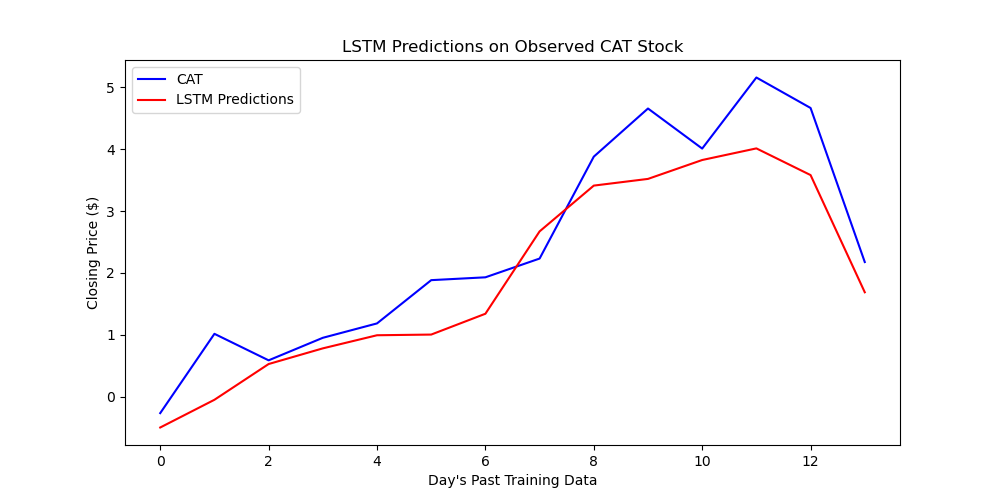 LSTM Predictions on Observed CAT Stock
CAT
LSTM Predictions
Closing Price ($)
5
4
3
2
1
0
0 2 4 6 8 10 12
Day's Past Training Data